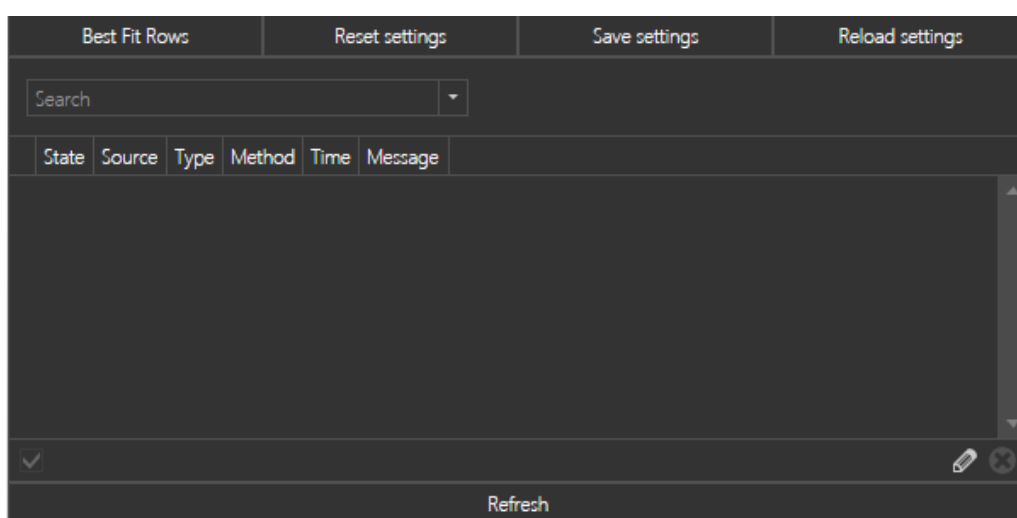 Best Fit Rows Reset settings Save settings Reload settings
Search
State Source Type Method Time Message
Refresh